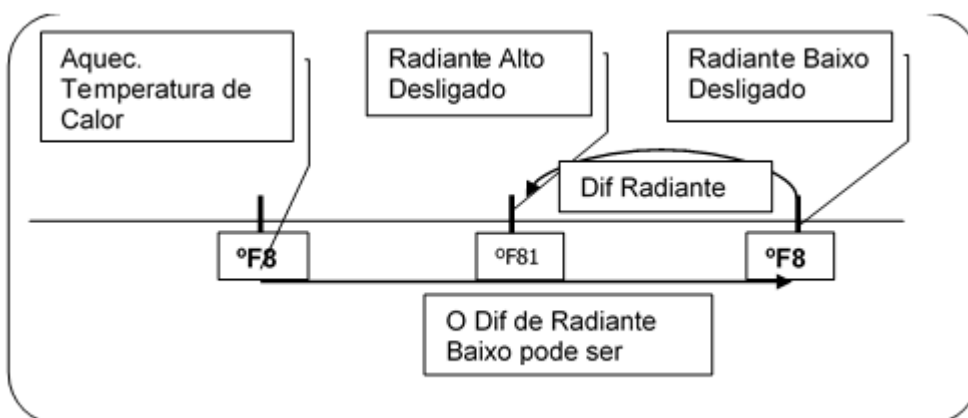 Aquec.
Temperatura de
Calor
Radiante Alto
Desligado
Radiante Baixo
Desligado
Dif Radiante
ºF8
ºF81
ºF8
O Dif de Radiante
Baixo pode ser